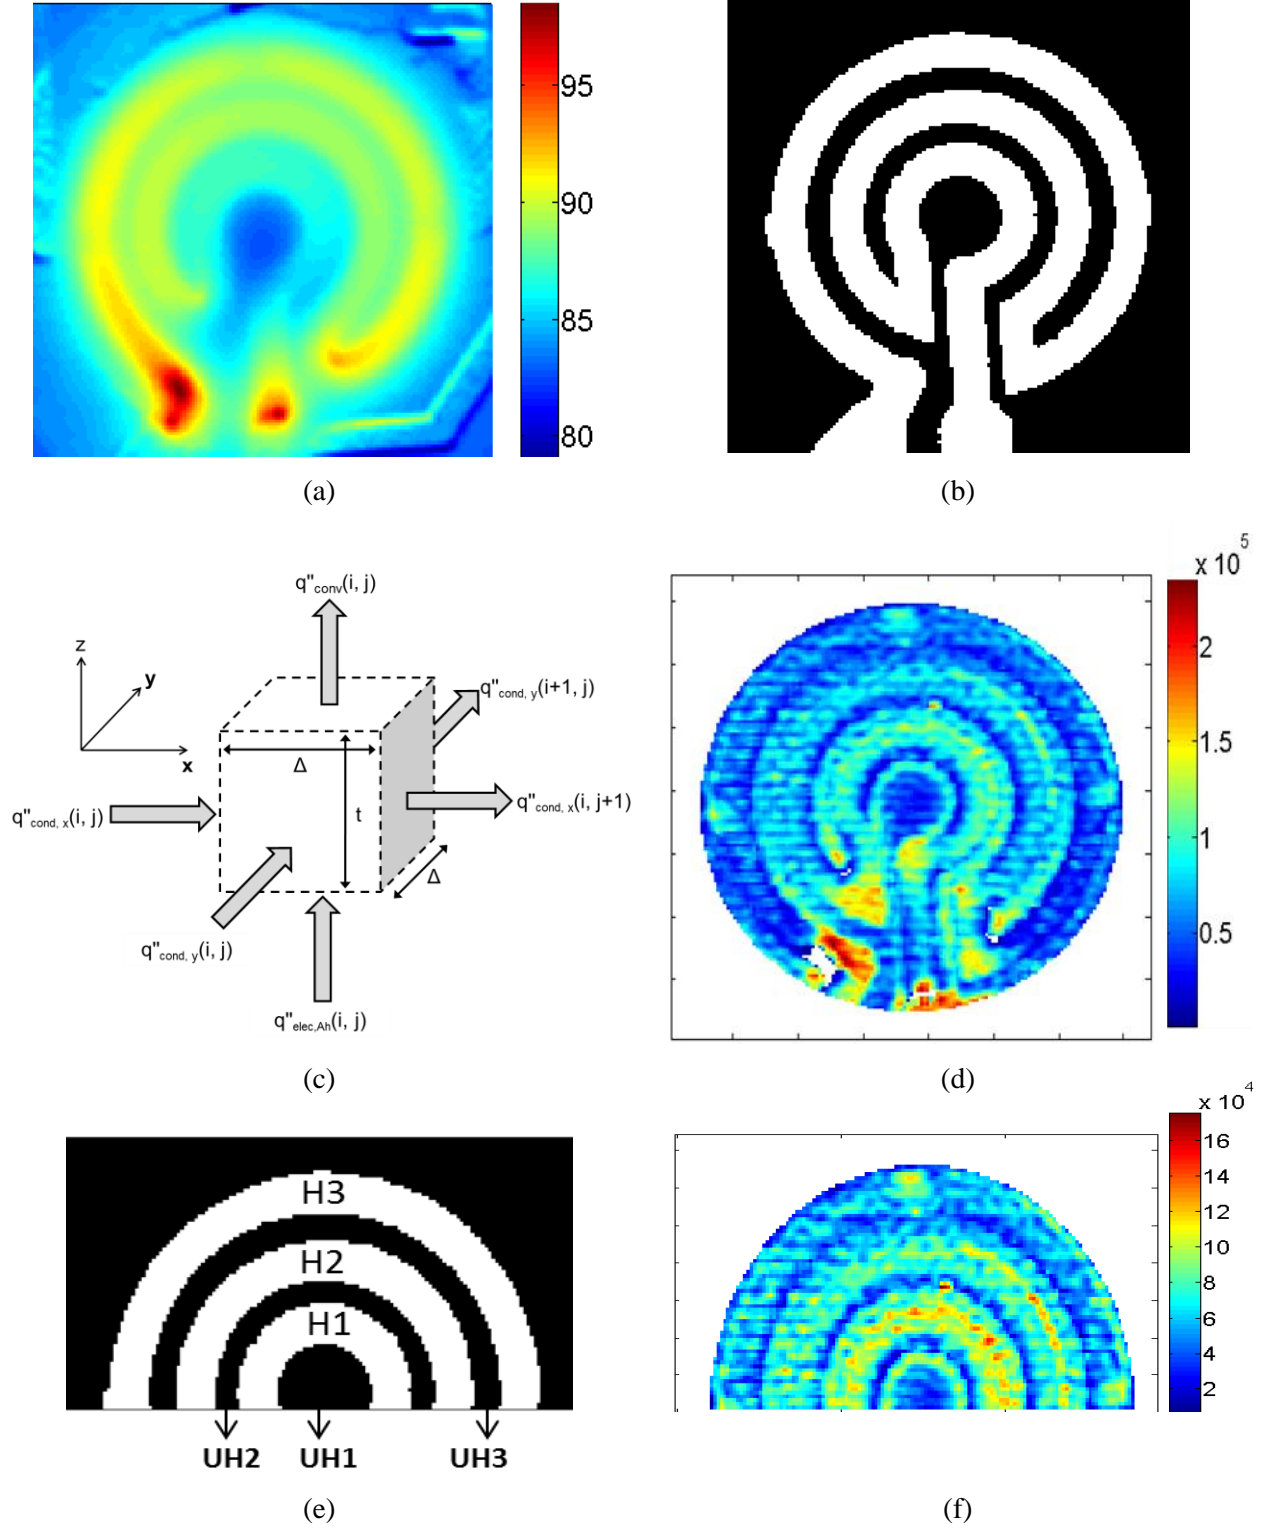 95
90
85
80
(a)
(b)
q"conv(i, j)
z
y
x
q"cond, y(i+1, j)
Δ
t
q"cond, x(i, j)
q"cond, x(i, j+1)
Δ
q"cond, y(i, j)
q"elec,Ah(i, j)
(c)
x 10^5
2
1.5
1
0.5
(d)
H3
H2
H1
UH2 UH1 UH3
(e)
x 10^4
16
14
12
10
8
6
4
2
(f)